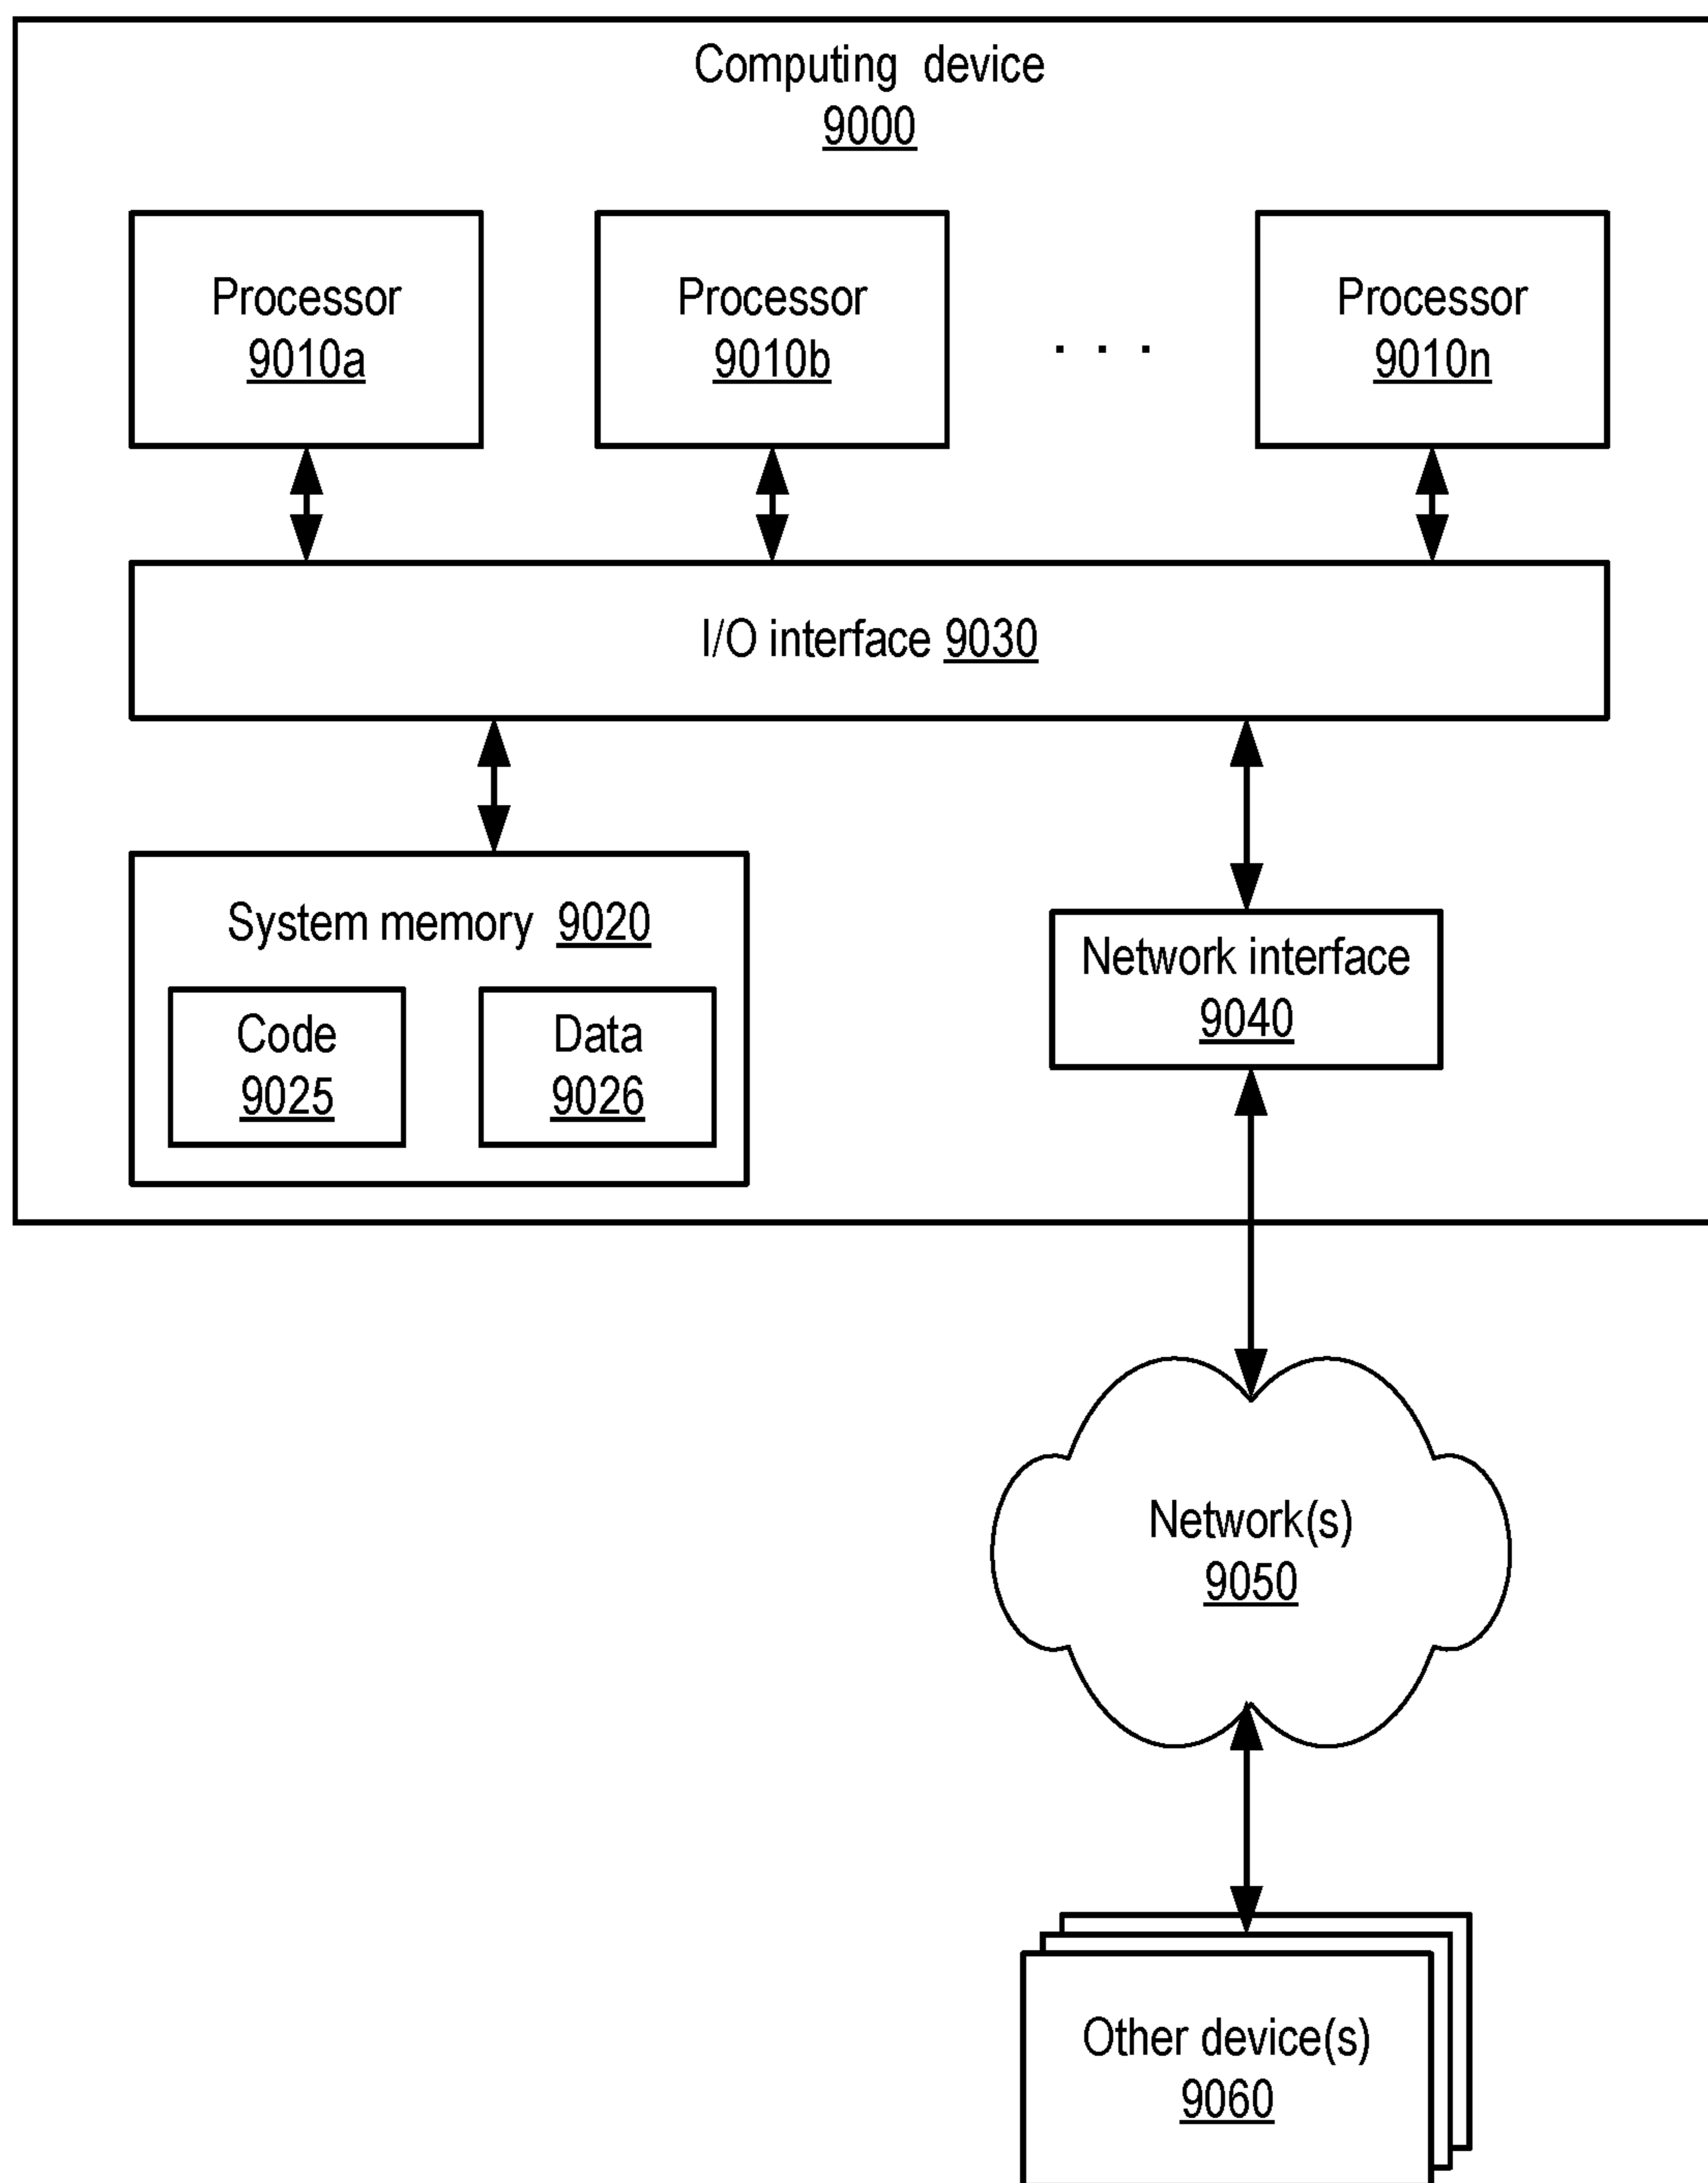 Computing device
9000
Processor
9010a
Processor
9010b
. . .
Processor
9010n
I/O interface 9030
System memory 9020
Code
9025
Data
9026
Network interface
9040
Network(s)
9050
Other device(s)
9060